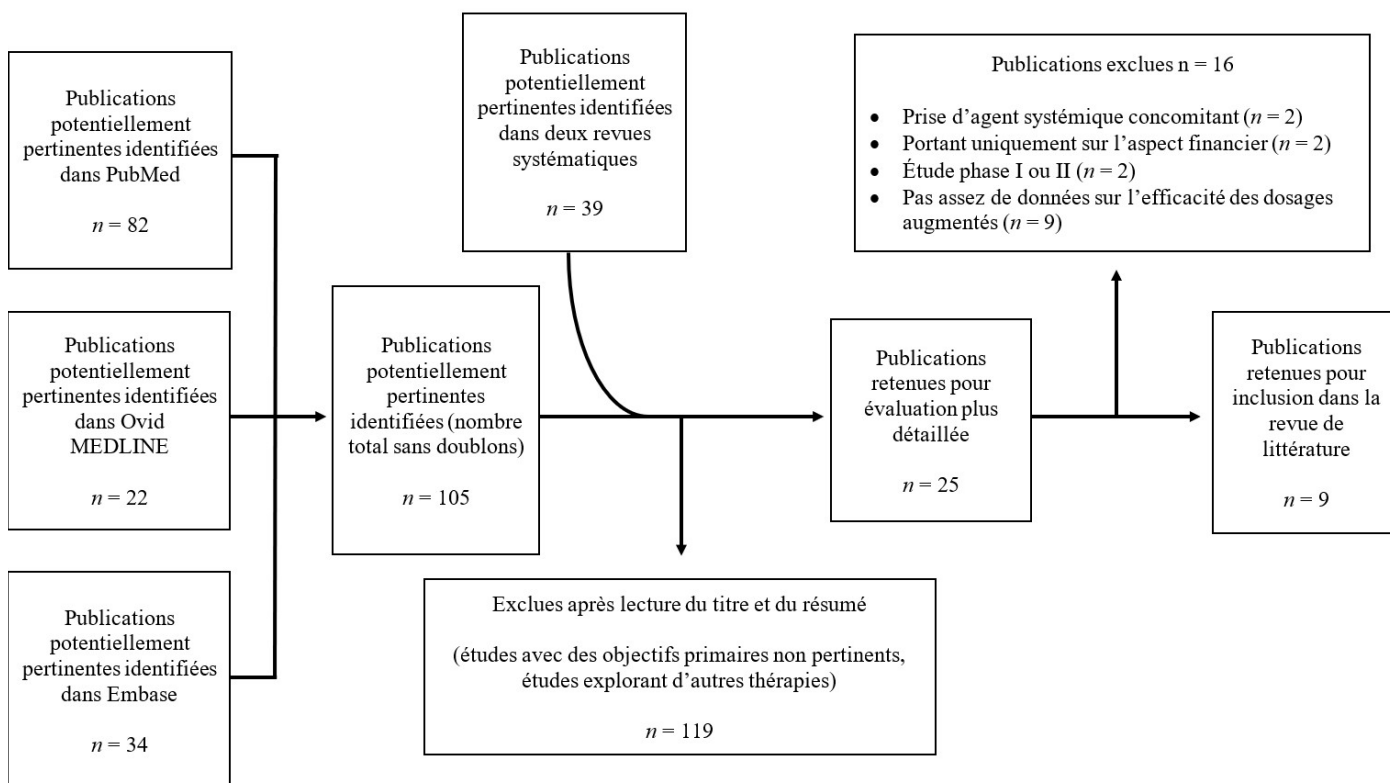 Publications
potentiellement
pertinentes identifiées
dans PubMed
n = 82
Publications
potentiellement
pertinentes identifiées
dans Ovid
MEDLINE
n = 22
Publications
potentiellement
pertinentes identifiées
dans Embase
n = 34
Publications
potentiellement
pertinentes
identifiées (nombre
total sans doublons)
n = 105
Publications
potentiellement
pertinentes identifiées
dans deux revues
systématiques
n = 39
Exclues après lecture du titre et du résumé
(études avec des objectifs primaires non pertinents,
études explorant d’autres thérapies)
n = 119
Publications
retenues pour
évaluation plus
détaillée
n = 25
Publications exclues n = 16
• Prise d’agent systémique concomitant (n = 2)
• Portant uniquement sur l’aspect financier (n = 2)
• Étude phase I ou II (n = 2)
• Pas assez de données sur l’efficacité des dosages
augmentés (n = 9)
Publications
retenues pour
inclusion dans la
revue de
littérature
n = 9